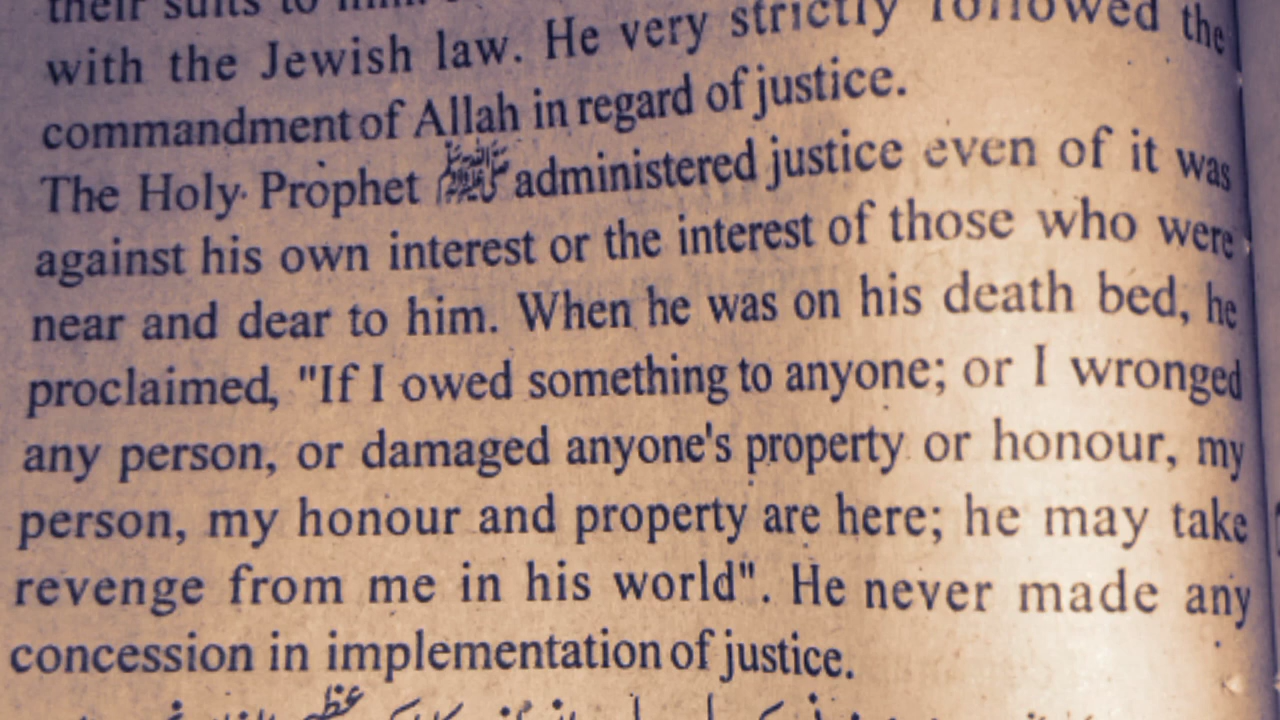 their suits to him.
with the Jewish law. He very strictly followed the
commandment of Allah in regard of justice.
The Holy Prophet ﷺ administered justice even of it was
against his own interest or the interest of those who were
near and dear to him. When he was on his death bed, he
proclaimed, "If I owed something to anyone; or I wronged
any person, or damaged anyone's property or honour, my
person, my honour and property are here; he may take
revenge from me in his world". He never made any
concession in implementation of justice.